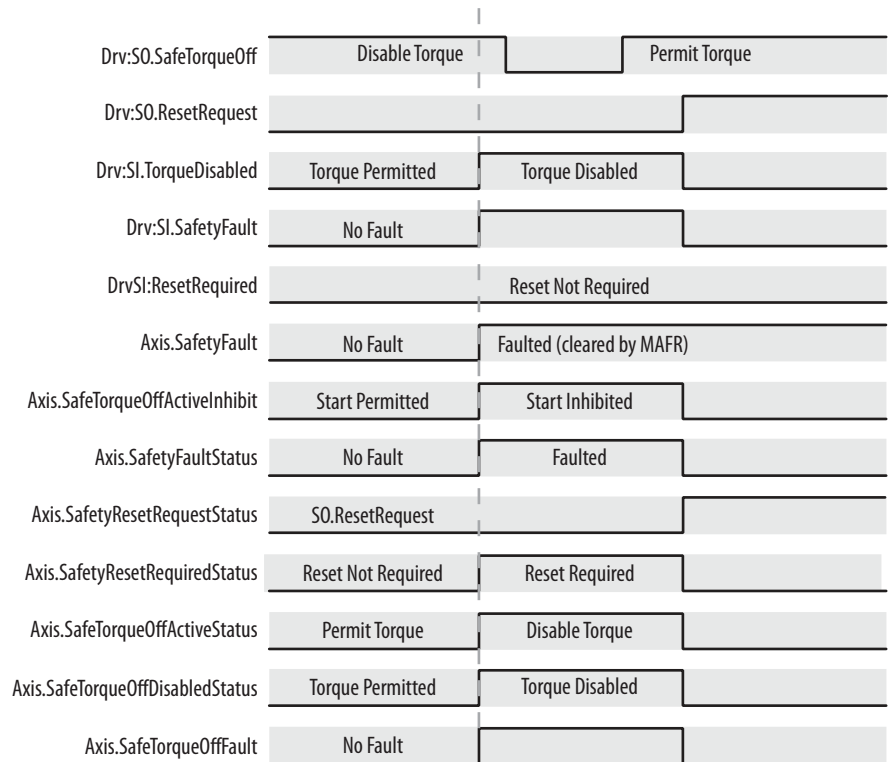 Drv:SO.SafeTorqueOff Disable Torque Permit Torque
Drv:SO.ResetRequest
Drv:SI.TorqueDisabled Torque Permitted Torque Disabled
Drv:SI.SafetyFault No Fault
DrvSI:ResetRequired Reset Not Required
Axis.SafetyFault No Fault Faulted (cleared by MAFR)
Axis.SafeTorqueOffActiveInhibit Start Permitted Start Inhibited
Axis.SafetyFaultStatus No Fault Faulted
Axis.SafetyResetRequestStatus SO.ResetRequest
Axis.SafetyResetRequiredStatus Reset Not Required Reset Required
Axis.SafeTorqueOffActiveStatus Permit Torque Disable Torque
Axis.SafeTorqueOffDisabledStatus Torque Permitted Torque Disabled
Axis.SafeTorqueOffFault No Fault